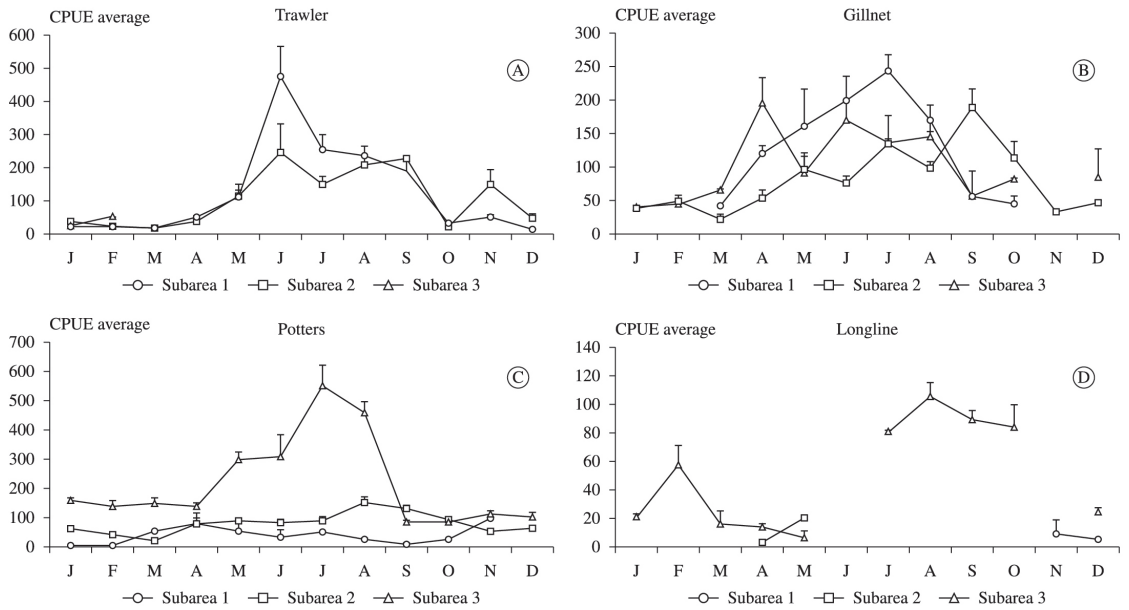 CPUE average
Trawler
A
600
500
400
300
200
100
0
J F M A M J J A S O N D
Subarea 1 Subarea 2 Subarea 3
CPUE average
Gillnet
B
300
250
200
150
100
50
0
J F M A M J J A S O N D
Subarea 1 Subarea 2 Subarea 3
CPUE average
Potters
C
700
600
500
400
300
200
100
0
J F M A M J J A S O N D
Subarea 1 Subarea 2 Subarea 3
CPUE average
Longline
D
140
120
100
80
60
40
20
0
J F M A M J J A S O N D
Subarea 1 Subarea 2 Subarea 3